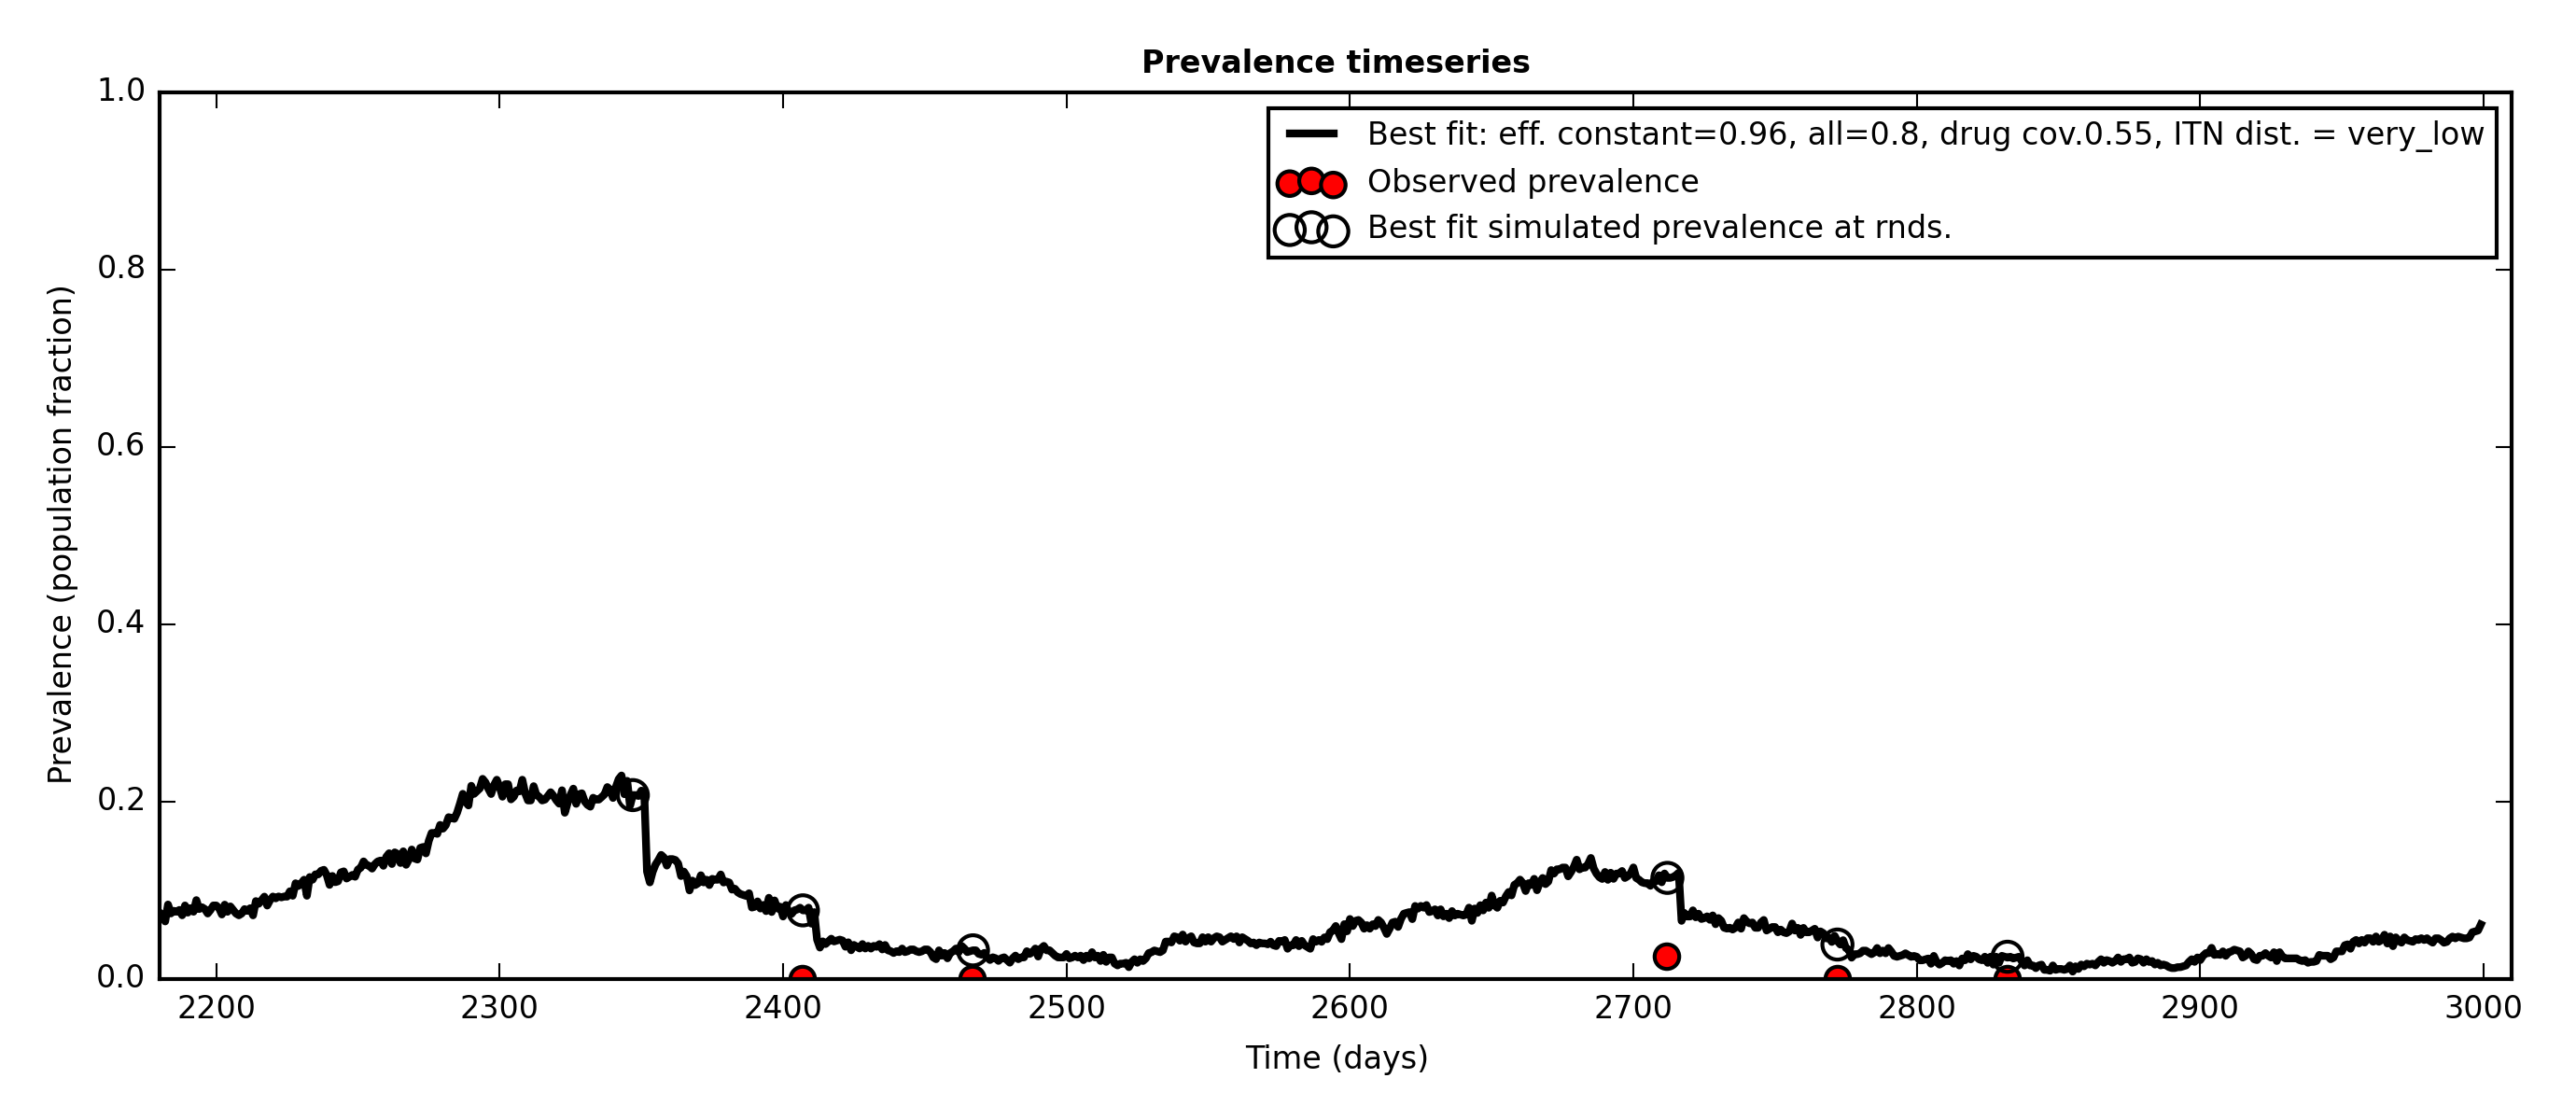 Prevalence timeseries
1.0
0.8
0.6
0.4
0.2
0.0
Prevalence (population fraction)
Best fit: eff. constant=0.96, all=0.8, drug cov.0.55, ITN dist. = very_low
Observed prevalence
Best fit simulated prevalence at rnds.
2200 2300 2400 2500 2600 2700 2800 2900 3000
Time (days)